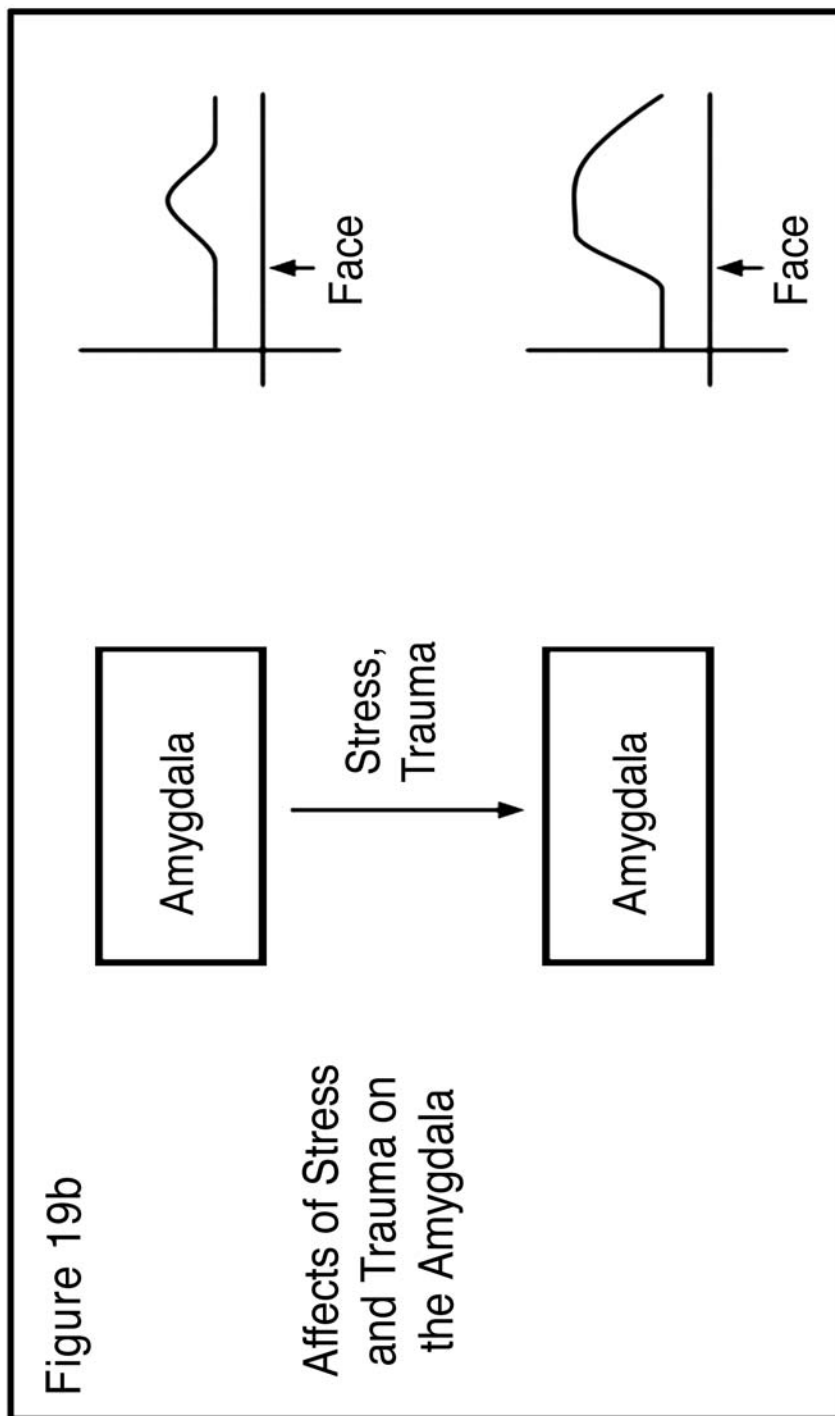 Figure 19b
Affects of Stress
and Trauma on
the Amygdala
Amygdala
Stress,
Trauma
Amygdala
Face
Face